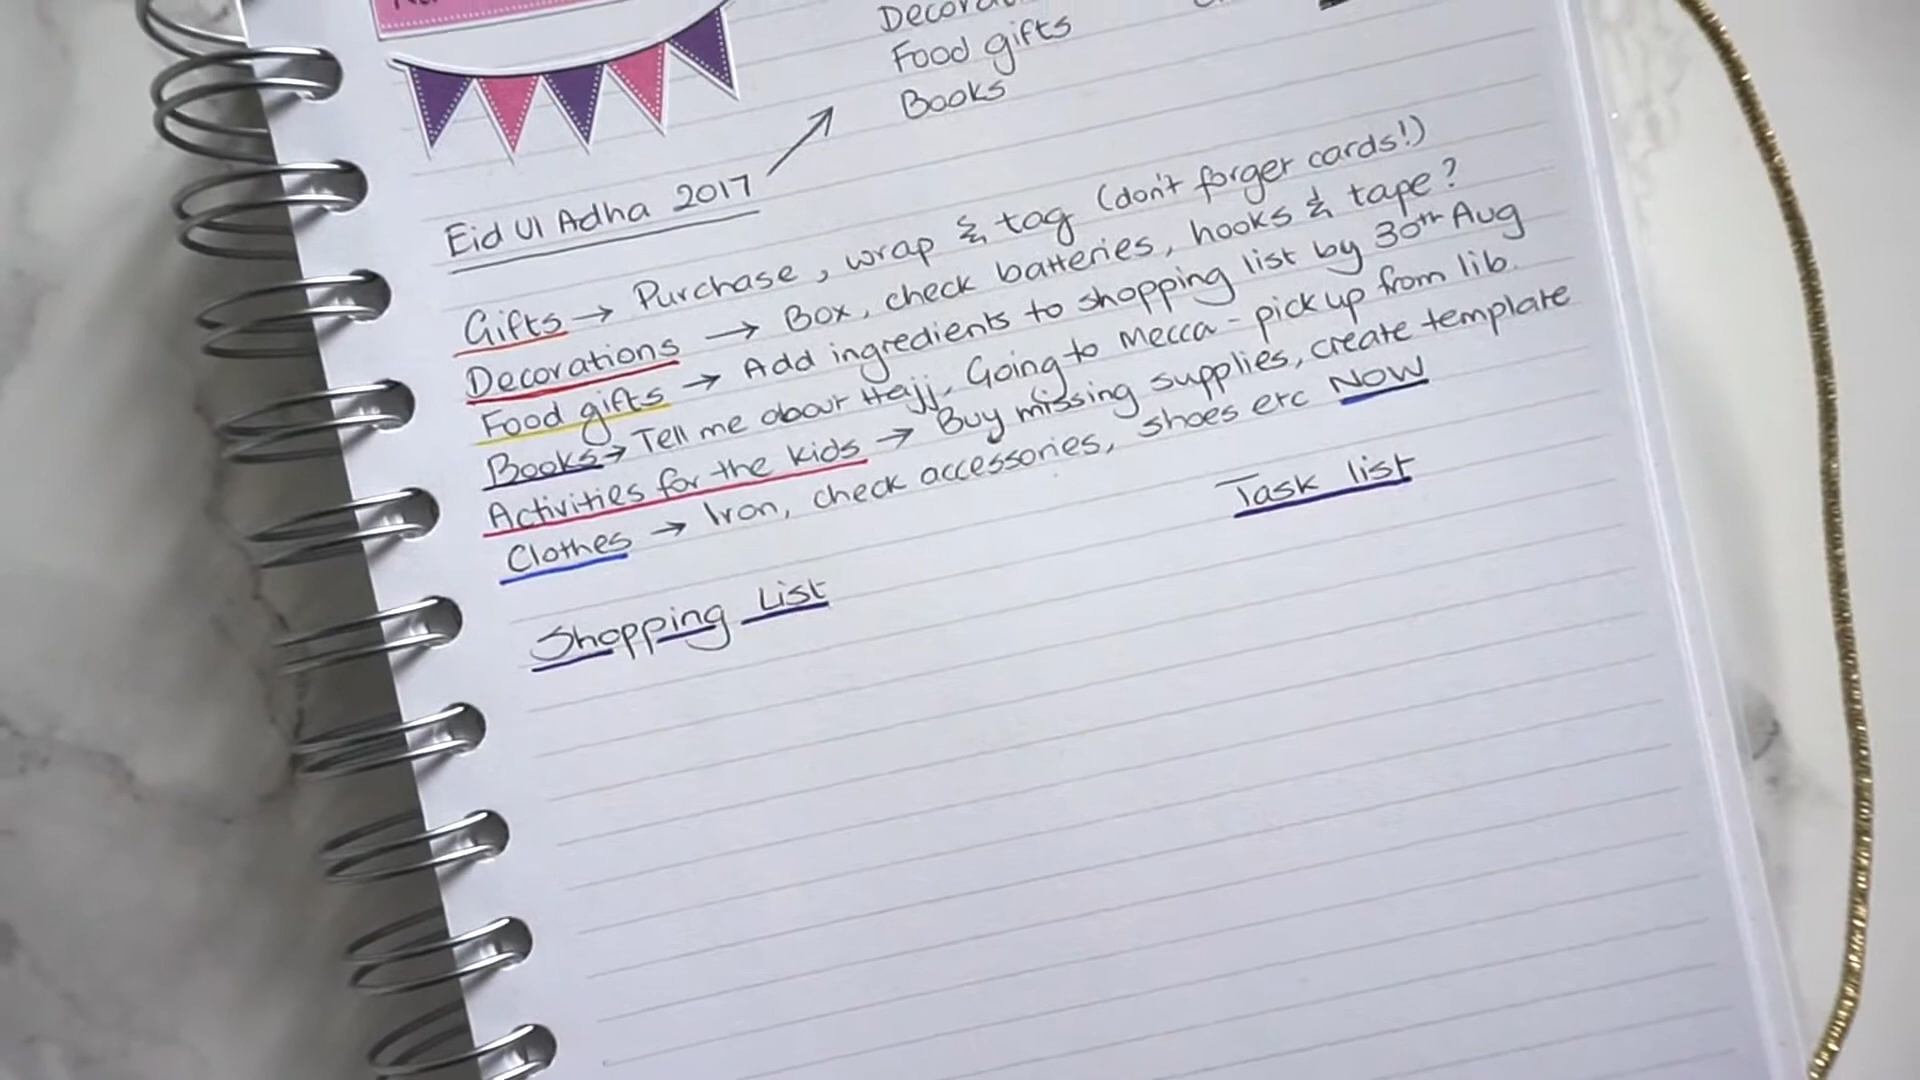 Food gifts
Books
Eid Ul Adha 2017
Gifts → Purchase, wrap & tag (don't forger cards!)
Decorations → Box, check batteries, hooks & tape?
Food gifts → Add ingredients to shopping list by 30th Aug
Books → Tell me about Hajj, Going to Mecca - pick up from lib.
Activities for the kids → Buy missing supplies, create template
Clothes → Iron, check accessories, shoes etc NOW
Task list
Shopping List